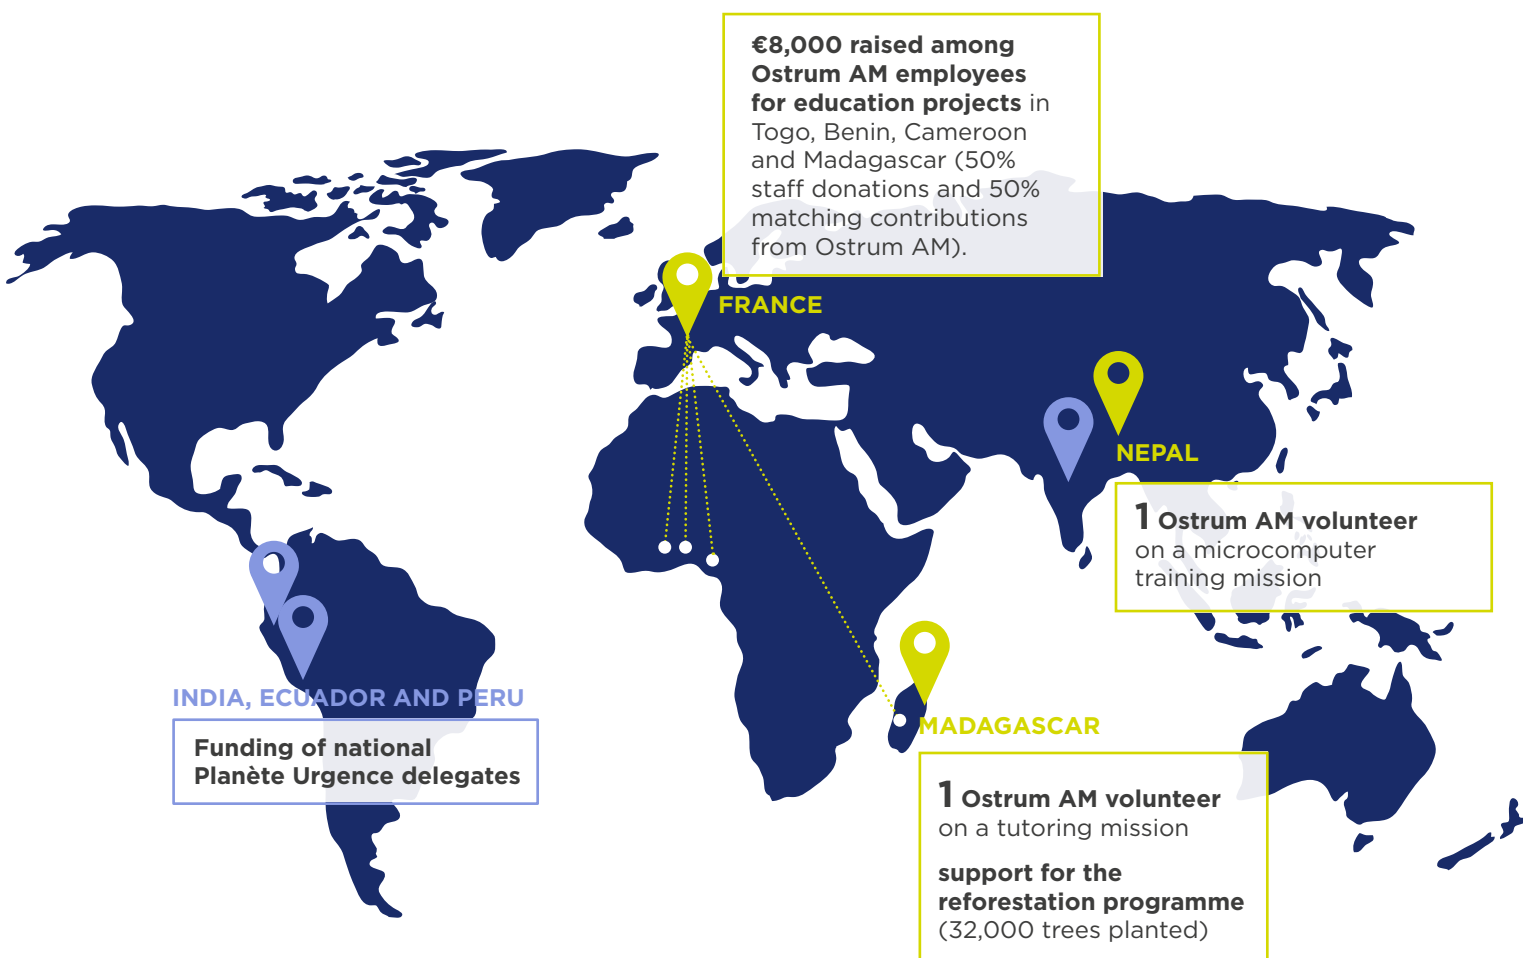 €8,000 raised among
Ostrum AM employees
for education projects in
Togo, Benin, Cameroon
and Madagascar (50%
staff donations and 50%
matching contributions
from Ostrum AM).
FRANCE
NEPAL
1 Ostrum AM volunteer
on a microcomputer
training mission
INDIA, ECUADOR AND PERU
Funding of national
Planète Urgence delegates
MADAGASCAR
1 Ostrum AM volunteer
on a tutoring mission
support for the
reforestation programme
(32,000 trees planted)